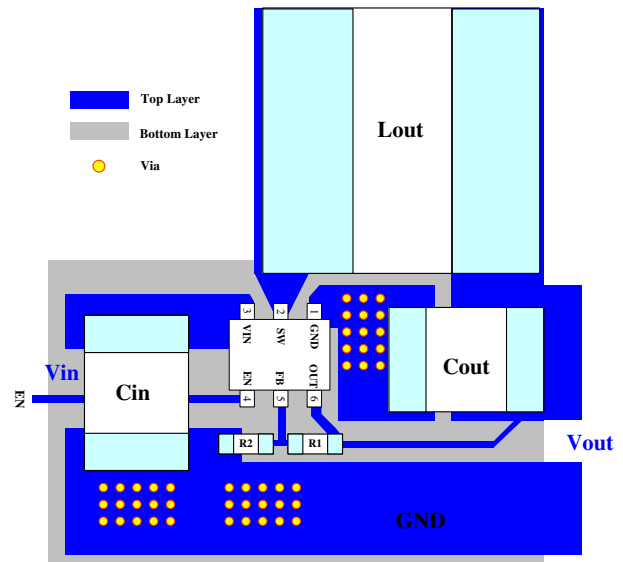 Top Layer
Bottom Layer
Via
Lout
3 2 1
VIN SW GND
Vin
Cin
EN
EN FB OUT
4 5 6
Cout
R2 R1
Vout
GND